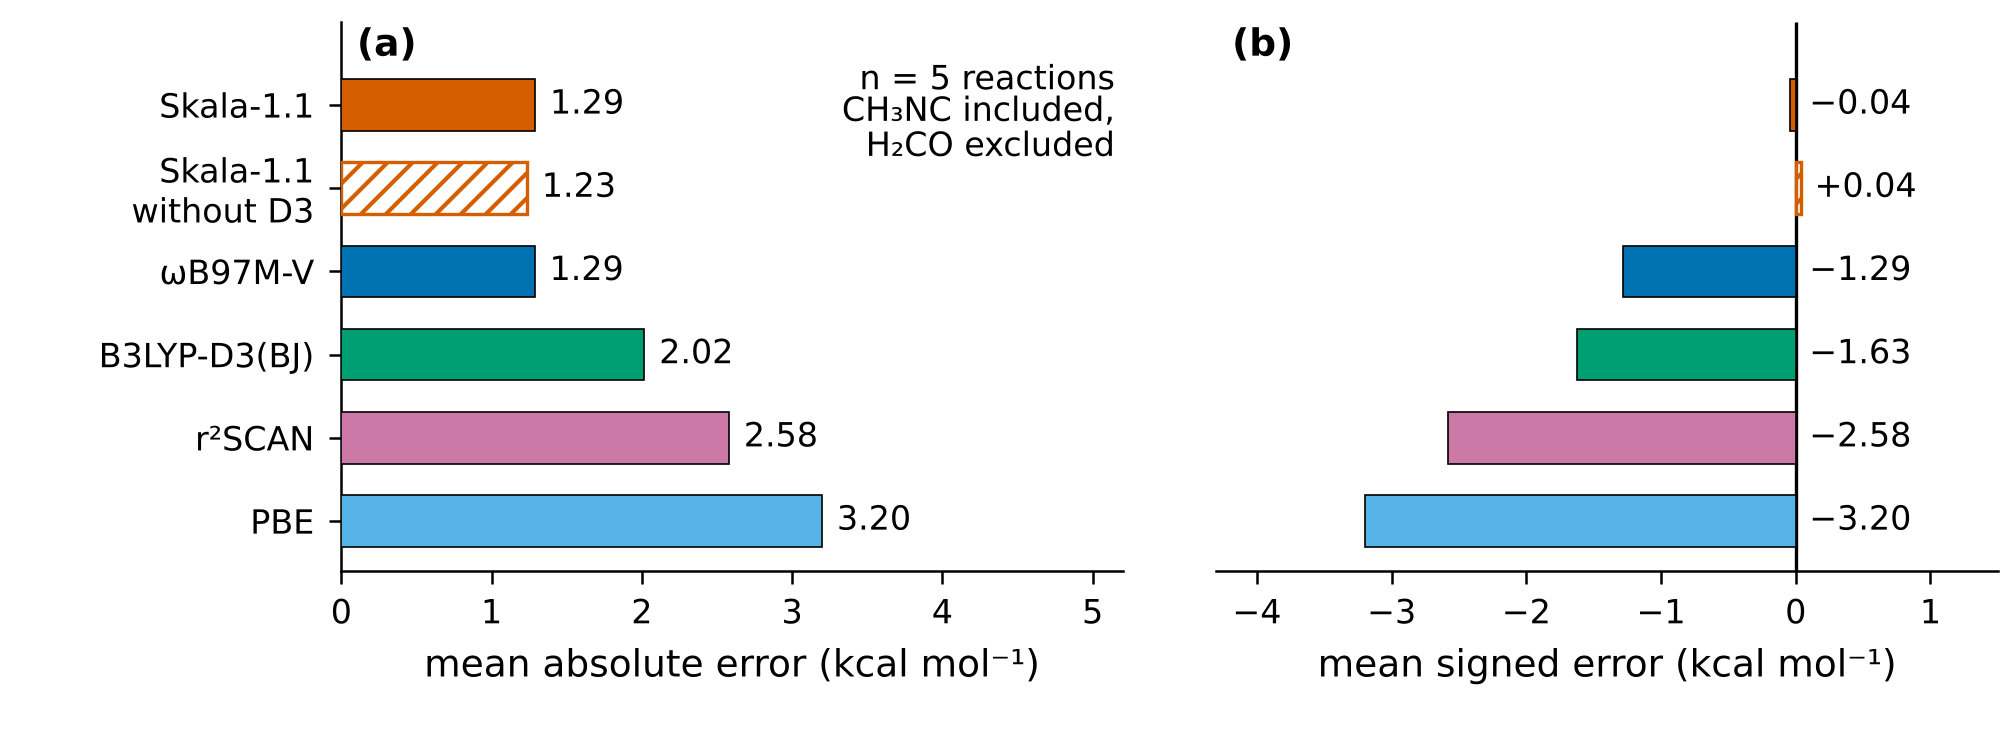 (a)
n = 5 reactions
CH₃NC included,
H₂CO excluded
Skala-1.1
1.29
Skala-1.1
without D3
1.23
ωB97M-V
1.29
B3LYP-D3(BJ)
2.02
r²SCAN
2.58
PBE
3.20
0 1 2 3 4 5
mean absolute error (kcal mol⁻¹)
(b)
−0.04
+0.04
−1.29
−1.63
−2.58
−3.20
−4 −3 −2 −1 0 1
mean signed error (kcal mol⁻¹)